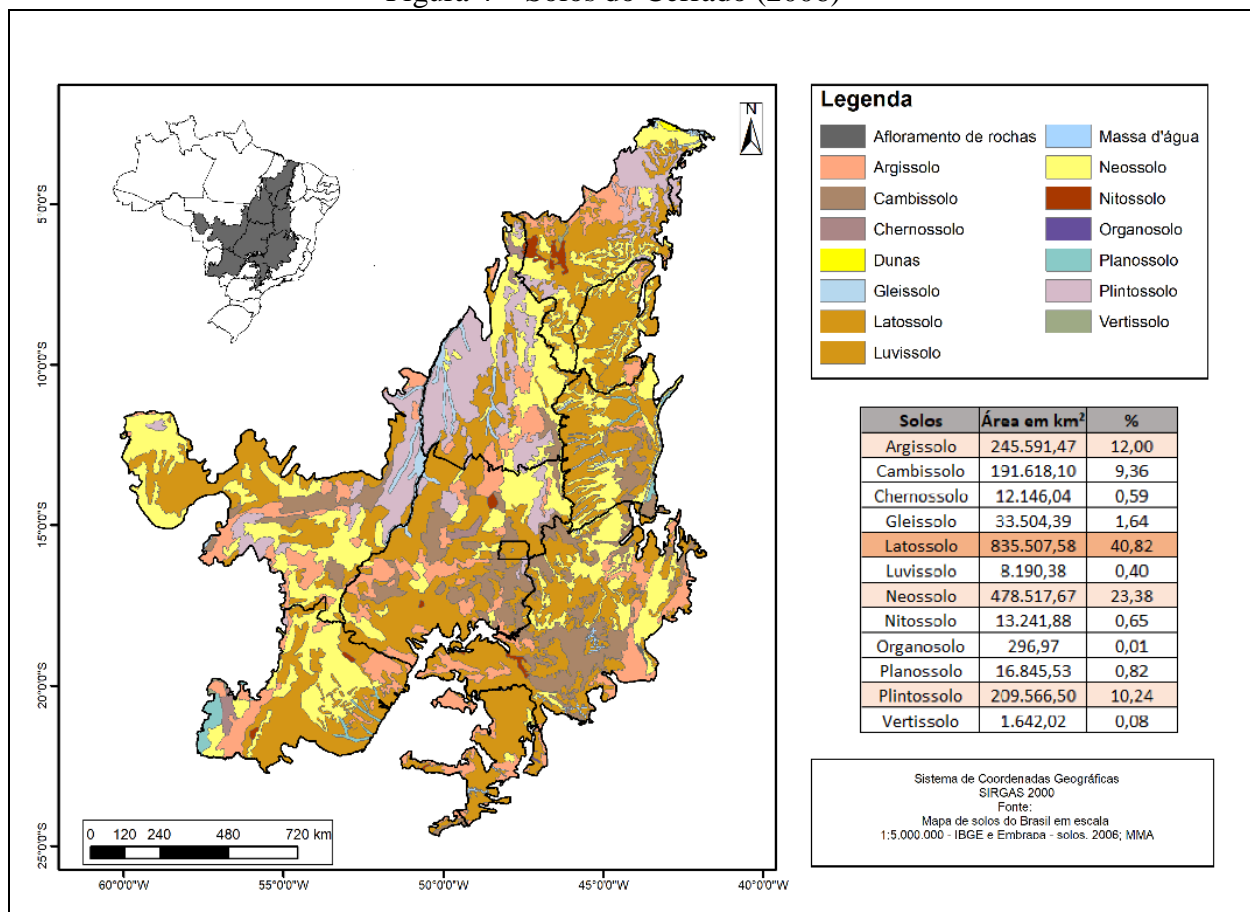 N
5°0'0"S
10°0'0"S
15°0'0"S
20°0'0"S
25°0'0"S
0 120 240 480 720 km
60°0'0"W 55°0'0"W 50°0'0"W 45°0'0"W 40°0'0"W
Legenda
Afloramento de rochas Massa d'água
Argissolo Neossolo
Cambissolo Nitossolo
Chernossolo Organosolo
Dunas Planossolo
Gleissolo Plintossolo
Latossolo Vertissolo
Luvissolo
Solos Área em km² %
Argissolo 245.591,47 12,00
Cambissolo 191.618,10 9,36
Chernossolo 12.146,04 0,59
Gleissolo 33.504,39 1,64
Latossolo 835.507,58 40,82
Luvissolo 8.190,38 0,40
Neossolo 478.517,67 23,38
Nitossolo 13.241,88 0,65
Organosolo 296,97 0,01
Planossolo 16.845,53 0,82
Plintossolo 209.566,50 10,24
Vertissolo 1.642,02 0,08
Sistema de Coordenadas Geográficas
SIRGAS 2000
Fonte:
Mapa de solos do Brasil em escala
1:5.000.000 - IBGE e Embrapa - solos. 2006; MMA